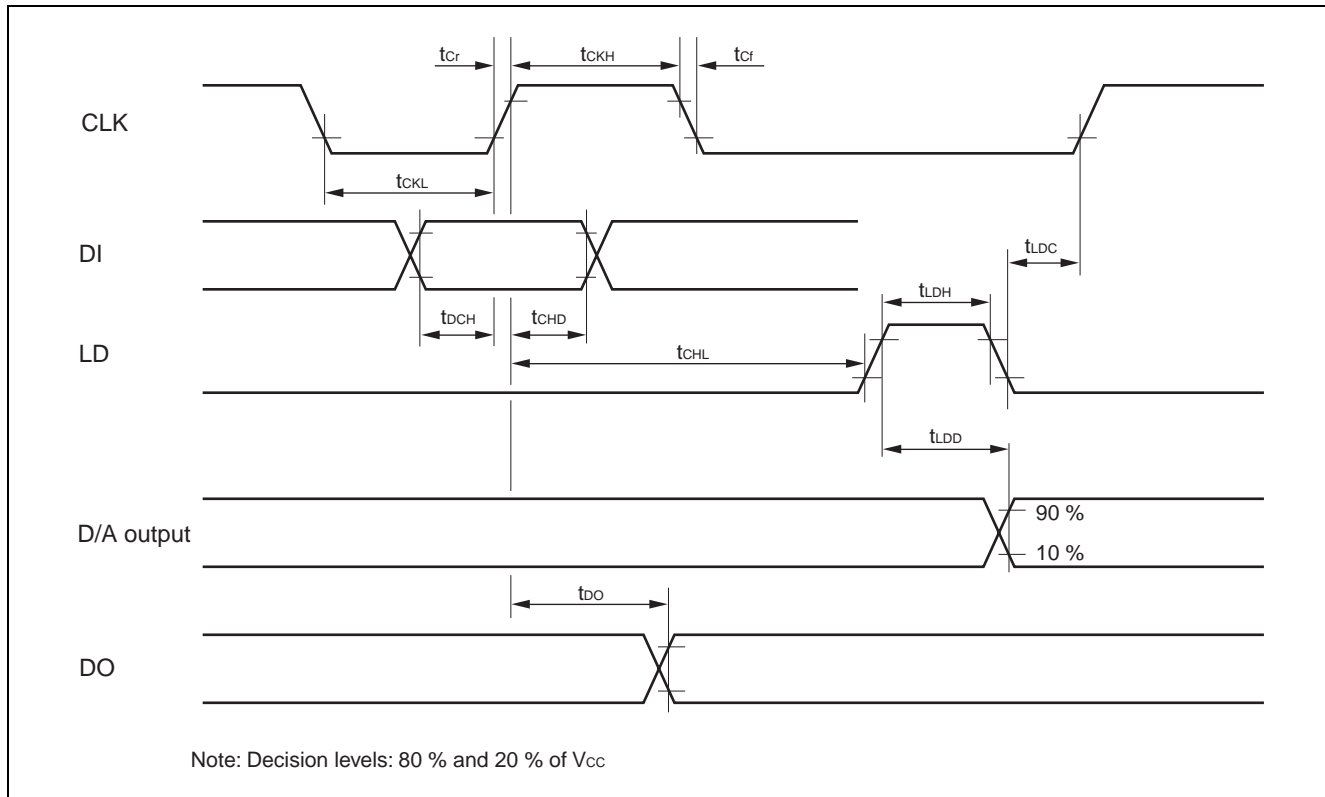 tCr
tCKH
tCf
CLK
tCKL
DI
tLDC
tLDH
tDCH
tCHD
LD
tCHL
tLDD
90 %
D/A output
10 %
tDO
DO
Note: Decision levels: 80 % and 20 % of VCC